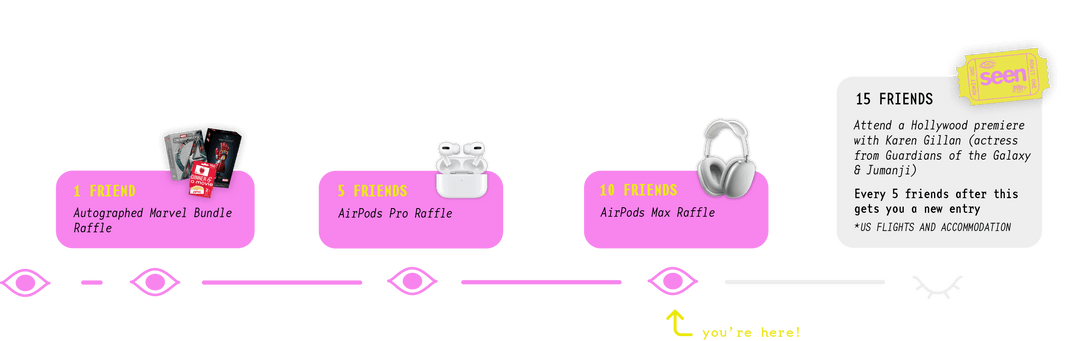 1 FRIEND
Autographed Marvel Bundle
Raffle
5 FRIENDS
AirPods Pro Raffle
10 FRIENDS
AirPods Max Raffle
seen
15 FRIENDS
Attend a Hollywood premiere
with Karen Gillan (actress
from Guardians of the Galaxy
& Jumanji)
Every 5 friends after this
gets you a new entry
*US FLIGHTS AND ACCOMMODATION
you're here!